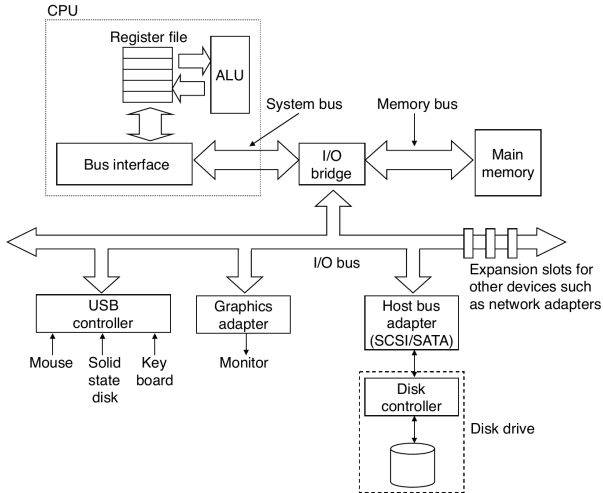 CPU
Register file
ALU
System bus
Memory bus
Bus interface
I/O
bridge
Main
memory
I/O bus
Expansion slots for
other devices such
as network adapters
USB
controller
Graphics
adapter
Host bus
adapter
(SCSI/SATA)
Mouse
Solid
state
disk
Key
board
Monitor
Disk
controller
Disk drive